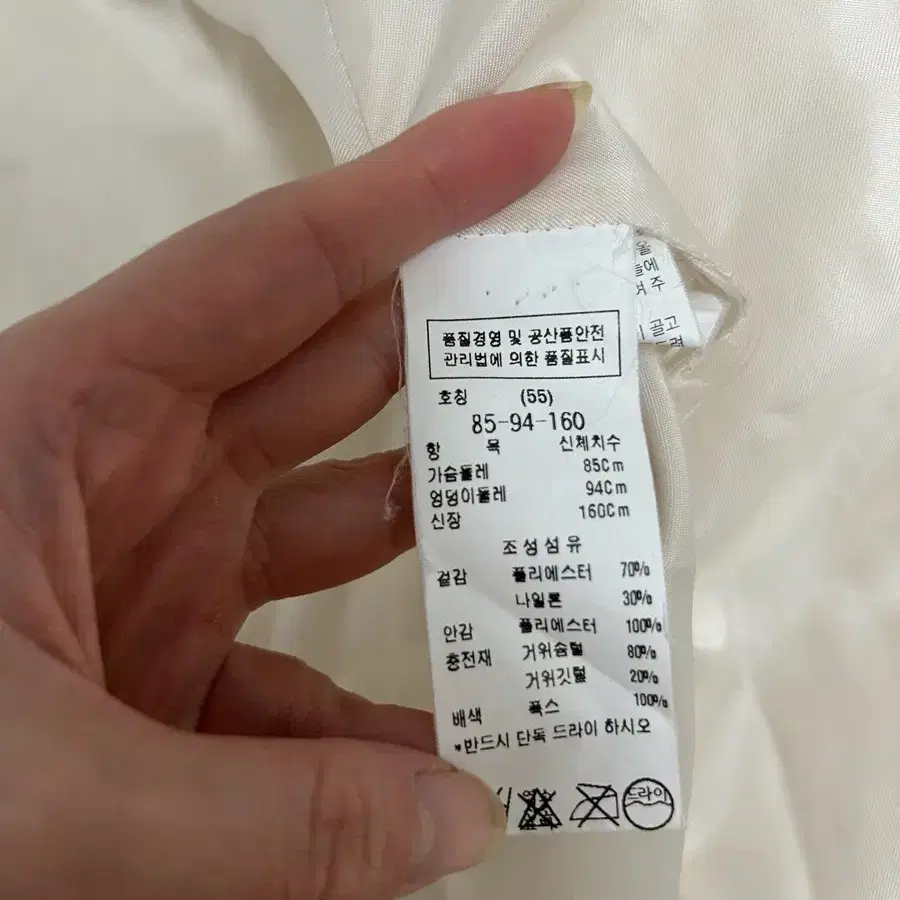 품질경영 및 공산품안전
관리법에 의한 품질표시
호칭 (55)
85-94-160
항 목 신체치수
가슴둘레 85Cm
엉덩이둘레 94Cm
신장 160Cm
조성섬유
겉감 폴리에스터 70%
나일론 30%
안감 폴리에스터 100%
충전재 거위솜털 80%
거위깃털 20%
배색 폭스 100%
*반드시 단독 드라이 하시오
드라이
울
에
주
골고